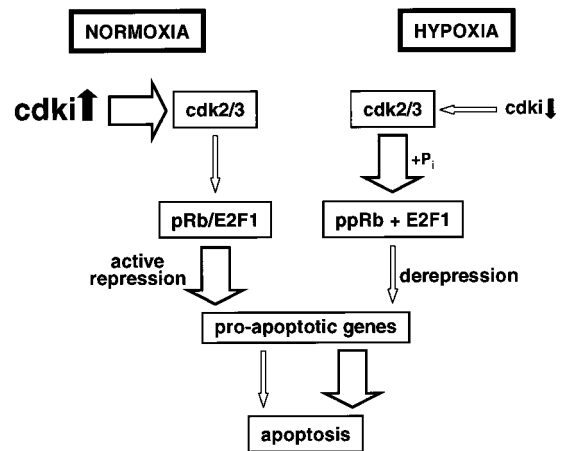 NORMOXIA
HYPOXIA
cdki
cdk2/3
cdk2/3
cdki
+Pi
pRb/E2F1
ppRb + E2F1
active
repression
derepression
pro-apoptotic genes
apoptosis